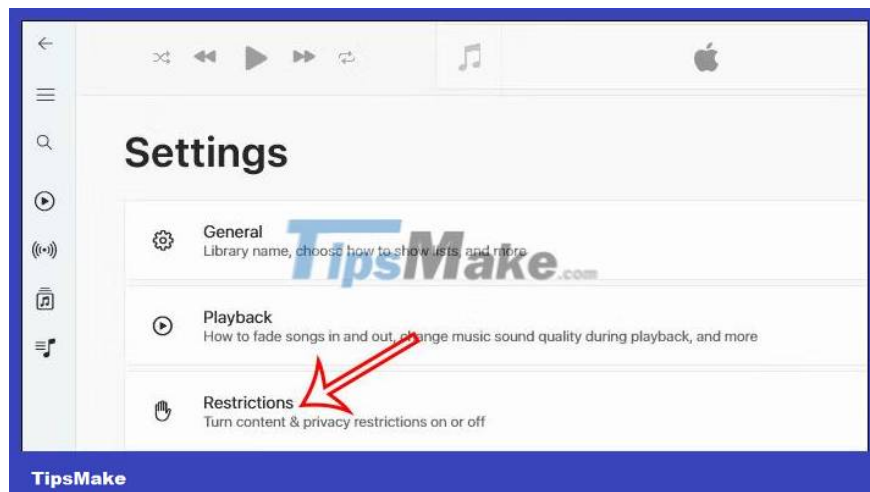 Settings
General
Library name, choose how to show lists, and more
TipsMake.com
Playback
How to fade songs in and out, change music sound quality during playback, and more
Restrictions
Turn content & privacy restrictions on or off
TipsMake